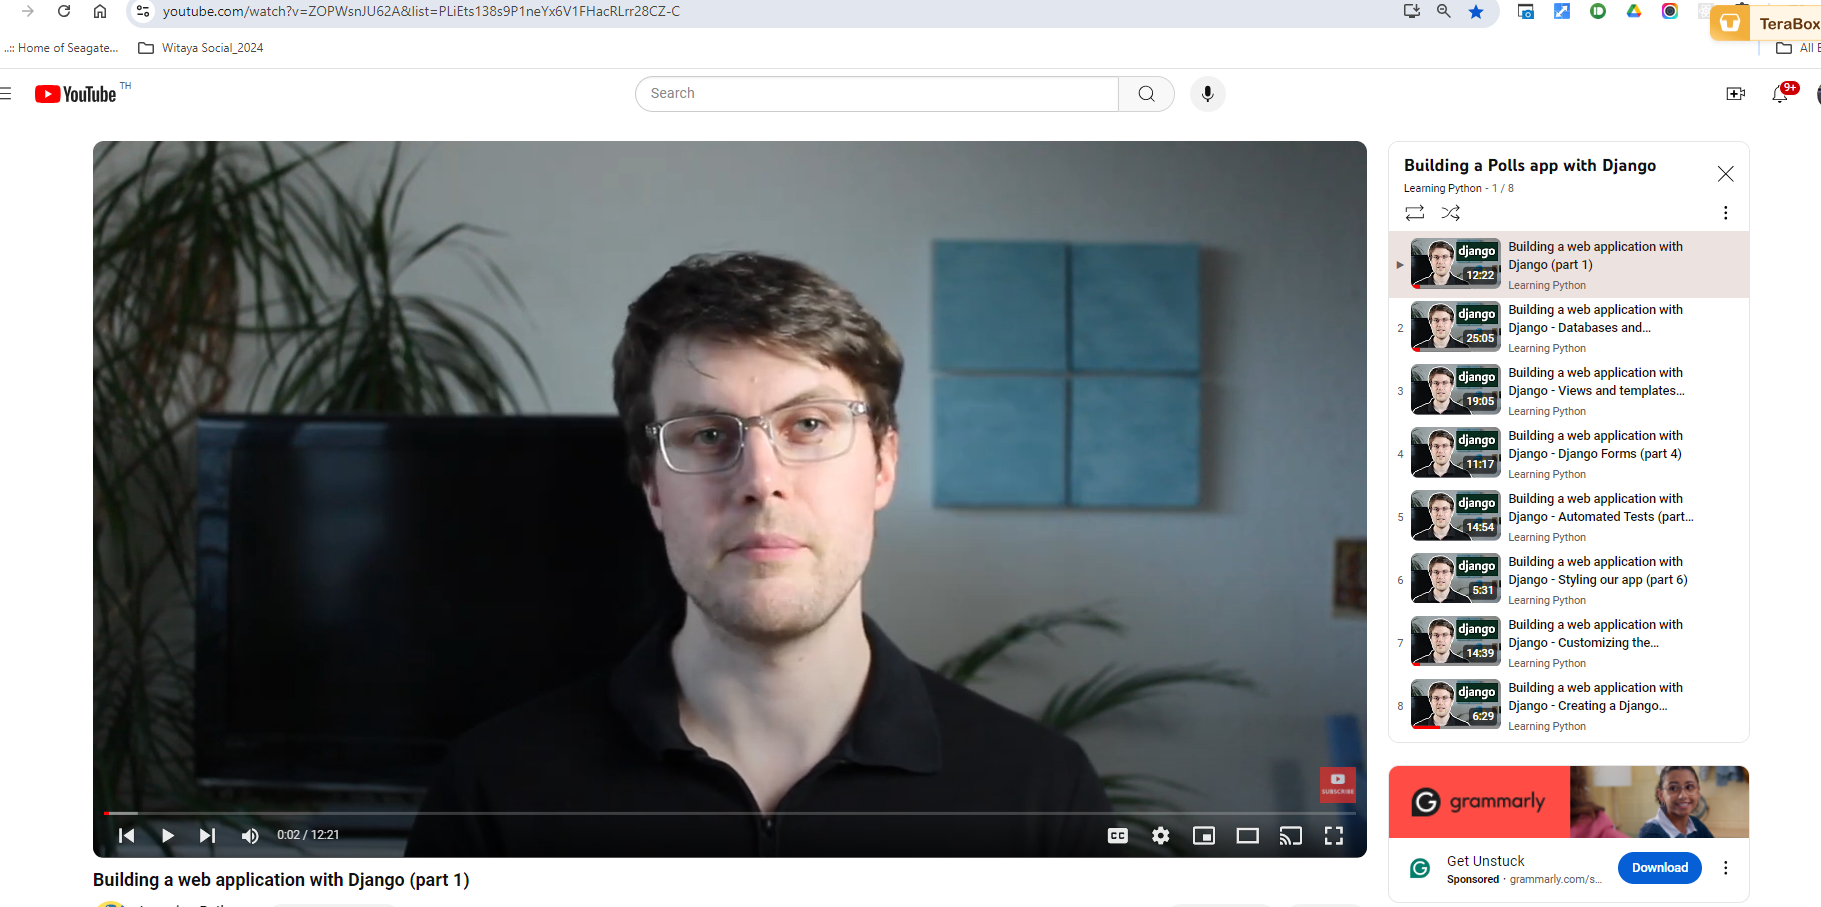 youtube.com/watch?v=ZOPWsnJU62A&list=PLiEts138s9P1neYx6V1FHacRLrr28CZ-C
TeraBox
..:: Home of Seagate...
Witaya Social_2024
All
YouTube TH
Search
9+
Building a Polls app with Django
Learning Python - 1 / 8
django
12:22
Building a web application with
Django (part 1)
Learning Python
2
django
25:05
Building a web application with
Django - Databases and...
Learning Python
3
django
19:05
Building a web application with
Django - Views and templates...
Learning Python
4
django
11:17
Building a web application with
Django - Django Forms (part 4)
Learning Python
5
django
14:54
Building a web application with
Django - Automated Tests (part...
Learning Python
6
django
5:31
Building a web application with
Django - Styling our app (part 6)
Learning Python
7
django
14:39
Building a web application with
Django - Customizing the...
Learning Python
8
django
6:29
Building a web application with
Django - Creating a Django...
Learning Python
SUBSCRIBE
0:02 / 12:21
CC
Building a web application with Django (part 1)
G grammarly
Get Unstuck
Sponsored · grammarly.com/s...
Download